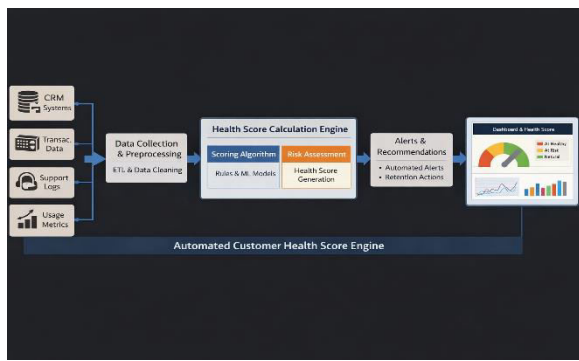 CRM
Systems
Transac.
Data
Support
Logs
Usage
Metrics
Data Collection
& Preprocessing
ETL & Data Cleaning
Health Score Calculation Engine
Scoring Algorithm
Risk Assessment
Rules & ML Models
Health Score
Generation
Alerts &
Recommendations
• Automated Alerts
• Retention Actions
Dashboard & Health Score
Automated Customer Health Score Engine